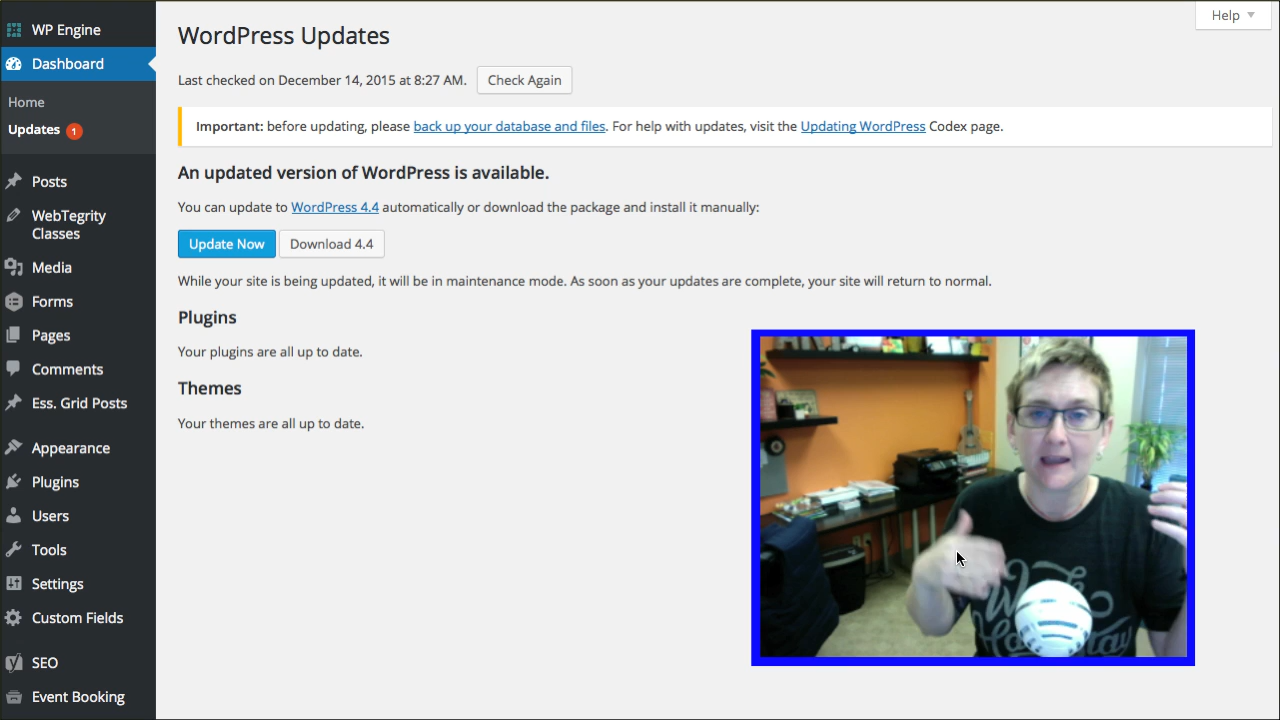 WP Engine
Dashboard
Home
Updates 1
Posts
WebTegrity
Classes
Media
Forms
Pages
Comments
Ess. Grid Posts
Appearance
Plugins
Users
Tools
Settings
Custom Fields
SEO
Event Booking
Help
WordPress Updates
Last checked on December 14, 2015 at 8:27 AM. Check Again
Important: before updating, please back up your database and files. For help with updates, visit the Updating WordPress Codex page.
An updated version of WordPress is available.
You can update to WordPress 4.4 automatically or download the package and install it manually:
Update Now Download 4.4
While your site is being updated, it will be in maintenance mode. As soon as your updates are complete, your site will return to normal.
Plugins
Your plugins are all up to date.
Themes
Your themes are all up to date.